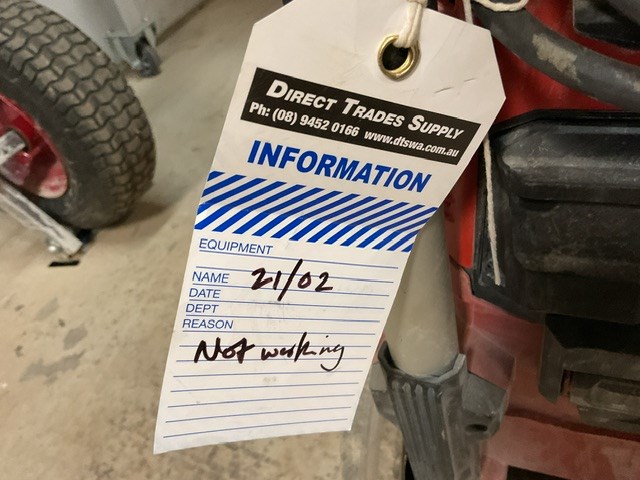 DIRECT TRADES SUPPLY
Ph: (08) 9452 0166 www.dtswa.com.au
INFORMATION
EQUIPMENT
NAME 21/02
DATE
DEPT
REASON
Not working